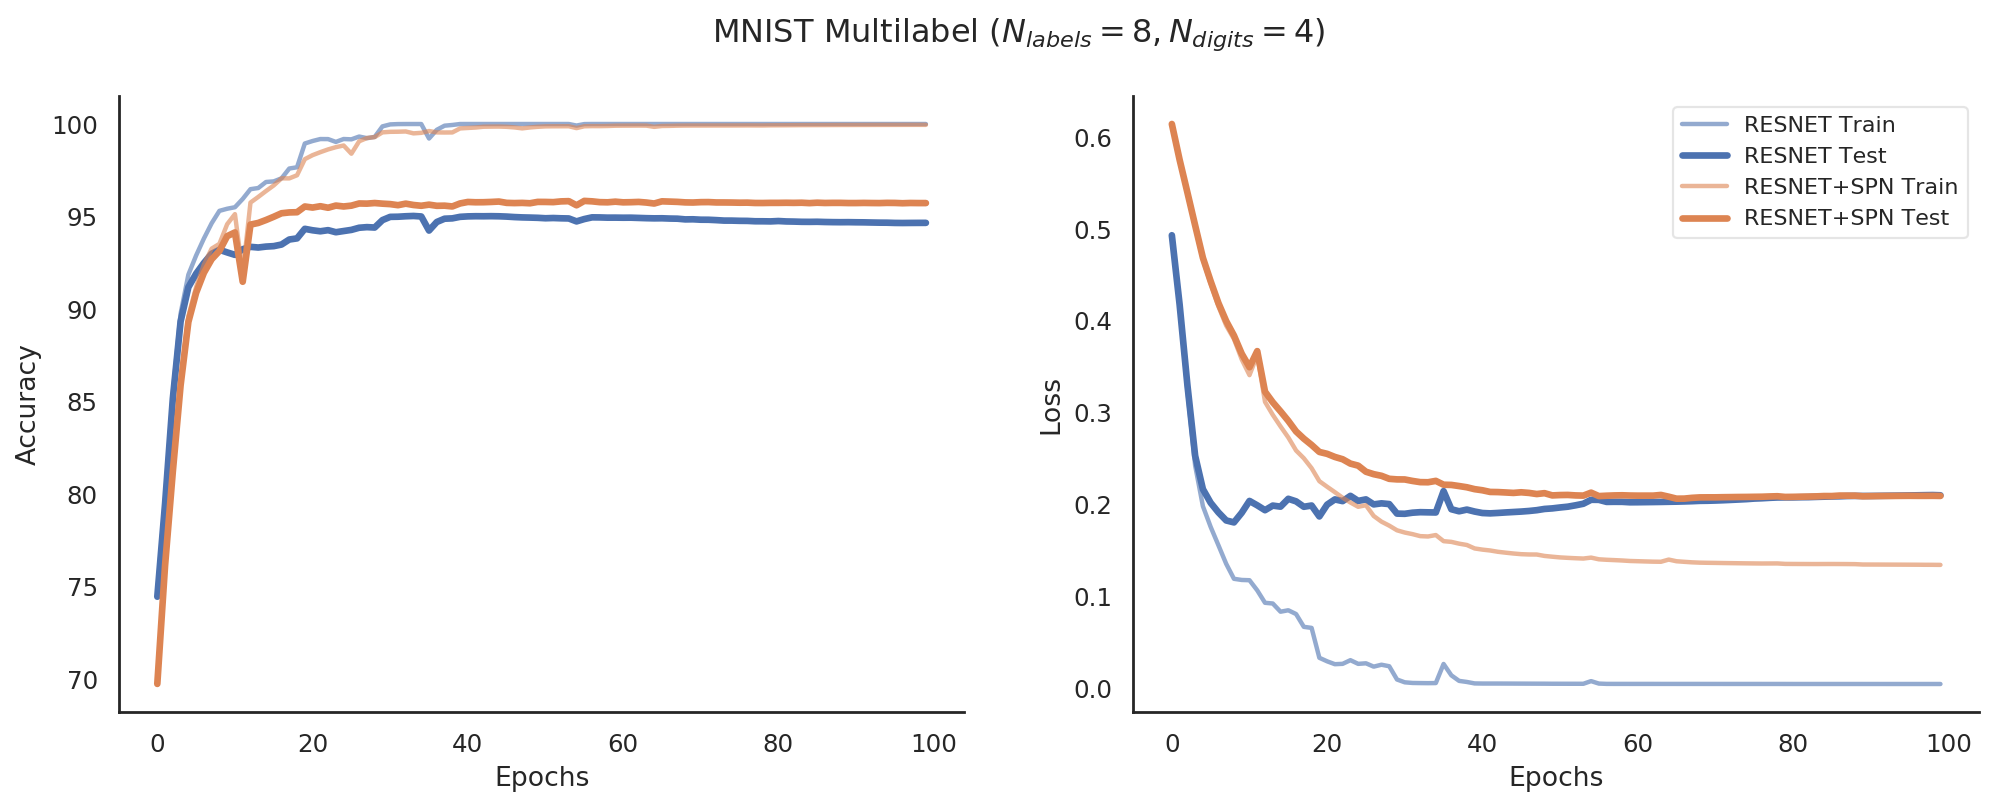 MNIST Multilabel (N_labels = 8, N_digits = 4)
Accuracy
100
95
90
85
80
75
70
0 20 40 60 80 100
Epochs
Loss
0.6
0.5
0.4
0.3
0.2
0.1
0.0
0 20 40 60 80 100
Epochs
RESNET Train
RESNET Test
RESNET+SPN Train
RESNET+SPN Test